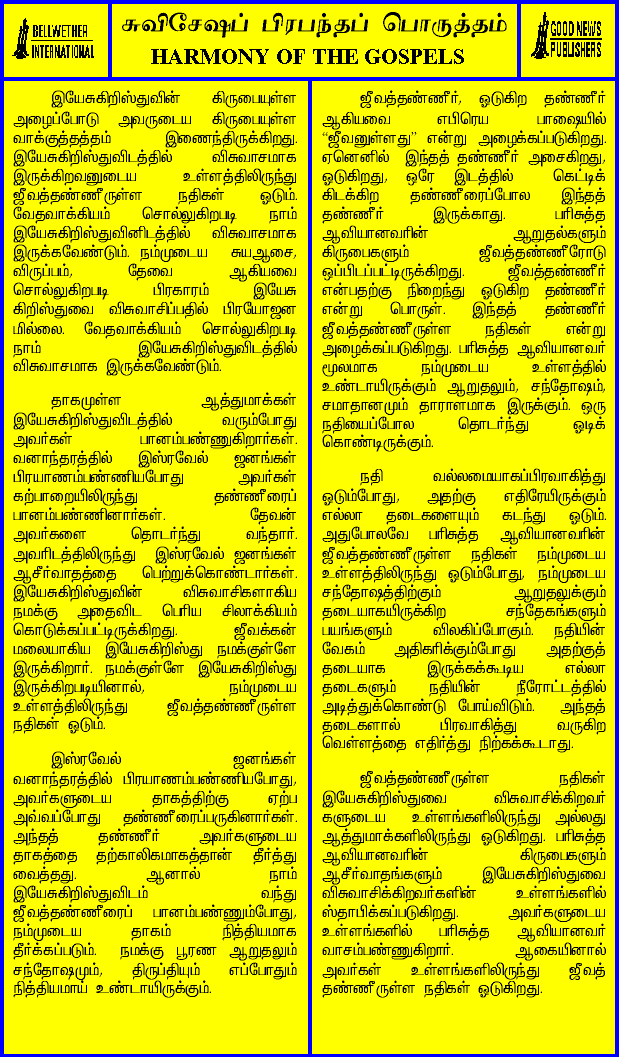 BELLWETHER
INTERNATIONAL
சுவிசேஷப் பிரபந்தப் பொருத்தம்
HARMONY OF THE GOSPELS
GOOD NEWS
PUBLISHERS
இயேசுகிறிஸ்துவின் கிருபையுள்ள
அழைப்போடு அவருடைய கிருபையுள்ள
வாக்குத்தத்தம் இணைந்திருக்கிறது.
இயேசுகிறிஸ்துவிடத்தில் விசுவாசமாக
இருக்கிறவனுடைய உள்ளத்திலிருந்து
ஜீவத்தண்ணீருள்ள நதிகள் ஓடும்.
வேதவாக்கியம் சொல்லுகிறபடி நாம்
இயேசுகிறிஸ்துவினிடத்தில் விசுவாசமாக
இருக்கவேண்டும். நம்முடைய சுயஆசை,
விருப்பம், தேவை ஆகியவை
சொல்லுகிறபடி பிரகாரம் இயேசு
கிறிஸ்துவை விசுவாசிப்பதில் பிரயோஜன
மில்லை. வேதவாக்கியம் சொல்லுகிறபடி
நாம் இயேசுகிறிஸ்துவிடத்தில்
விசுவாசமாக இருக்கவேண்டும்.
தாகமுள்ள ஆத்துமாக்கள்
இயேசுகிறிஸ்துவிடத்தில் வரும்போது
அவர்கள் பானம்பண்ணுகிறார்கள்.
வனாந்தரத்தில் இஸ்ரவேல் ஜனங்கள்
பிரயாணம்பண்ணியபோது அவர்கள்
கற்பாறையிலிருந்து தண்ணீரைப்
பானம்பண்ணினார்கள். தேவன்
அவர்களை தொடர்ந்து வந்தார்.
அவரிடத்திலிருந்து இஸ்ரவேல் ஜனங்கள்
ஆசீர்வாதத்தை பெற்றுக்கொண்டார்கள்.
இயேசுகிறிஸ்துவின் விசுவாசிகளாகிய
நமக்கு அதைவிட பெரிய சிலாக்கியம்
கொடுக்கப்பட்டிருக்கிறது. ஜீவக்கன்
மலையாகிய இயேசுகிறிஸ்து நமக்குள்ளே
இருக்கிறார். நமக்குள்ளே இயேசுகிறிஸ்து
இருக்கிறபடியினால், நம்முடைய
உள்ளத்திலிருந்து ஜீவத்தண்ணீருள்ள
நதிகள் ஓடும்.
இஸ்ரவேல் ஜனங்கள்
வனாந்தரத்தில் பிரயாணம்பண்ணியபோது,
அவர்களுடைய தாகத்திற்கு ஏற்ப
அவ்வப்போது தண்ணீரைப்பருகினார்கள்.
அந்தத் தண்ணீர் அவர்களுடைய
தாகத்தை தற்காலிகமாகத்தான் தீர்த்து
வைத்தது. ஆனால் நாம்
இயேசுகிறிஸ்துவிடம் வந்து
ஜீவத்தண்ணீரைப் பானம்பண்ணும்போது,
நம்முடைய தாகம் நித்தியமாக
தீர்க்கப்படும். நமக்கு பூரண ஆறுதலும்
சந்தோஷமும், திருப்தியும் எப்போதும்
நித்தியமாய் உண்டாயிருக்கும்.
ஜீவத்தண்ணீர், ஓடுகிற தண்ணீர்
ஆகியவை எபிரெய பாஷையில்
“ஜீவனுள்ளது” என்று அழைக்கப்படுகிறது.
ஏனெனில் இந்தத் தண்ணீர் அசைகிறது,
ஓடுகிறது, ஒரே இடத்தில் கெட்டிக்
கிடக்கிற தண்ணீரைப்போல இந்தத்
தண்ணீர் இருக்காது. பரிசுத்த
ஆவியானவரின் ஆறுதல்களும்
கிருபைகளும் ஜீவத்தண்ணீரோடு
ஒப்பிடப்பட்டிருக்கிறது. ஜீவத்தண்ணீர்
என்பதற்கு நிறைந்து ஓடுகிற தண்ணீர்
என்று பொருள். இந்தத் தண்ணீர்
ஜீவத்தண்ணீருள்ள நதிகள் என்று
அழைக்கப்படுகிறது. பரிசுத்த ஆவியானவர்
மூலமாக நம்முடைய உள்ளத்தில்
உண்டாயிருக்கும் ஆறுதலும், சந்தோஷம்,
சமாதானமும் தாராளமாக இருக்கும். ஒரு
நதியைப்போல தொடர்ந்து ஓடிக்
கொண்டிருக்கும்.
நதி வல்லமையாகப்பிரவாகித்து
ஓடும்போது, அதற்கு எதிரேயிருக்கும்
எல்லா தடைகளையும் கடந்து ஓடும்.
அதுபோலவே பரிசுத்த ஆவியானவரின்
ஜீவத்தண்ணீருள்ள நதிகள் நம்முடைய
உள்ளத்திலிருந்து ஓடும்போது, நம்முடைய
சந்தோஷத்திற்கும் ஆறுதலுக்கும்
தடையாகயிருக்கிற சந்தேகங்களும்
பயங்களும் விலகிப்போகும். நதியின்
வேகம் அதிகரிக்கும்போது அதற்குத்
தடையாக இருக்கக்கூடிய எல்லா
தடைகளும் நதியின் நீரோட்டத்தில்
அடித்துக்கொண்டு போய்விடும். அந்தத்
தடைகளால் பிரவாகித்து வருகிற
வெள்ளத்தை எதிர்த்து நிற்கக்கூடாது.
ஜீவத்தண்ணீருள்ள நதிகள்
இயேசுகிறிஸ்துவை விசுவாசிக்கிறவர்
களுடைய உள்ளங்களிலிருந்து அல்லது
ஆத்துமாக்களிலிருந்து ஓடுகிறது. பரிசுத்த
ஆவியானவரின் கிருபைகளும்
ஆசீர்வாதங்களும் இயேசுகிறிஸ்துவை
விசுவாசிக்கிறவர்களின் உள்ளங்களில்
ஸ்தாபிக்கப்படுகிறது. அவர்களுடைய
உள்ளங்களில் பரிசுத்த ஆவியானவர்
வாசம்பண்ணுகிறார். ஆகையினால்
அவர்கள் உள்ளங்களிலிருந்து ஜீவத்
தண்ணீருள்ள நதிகள் ஓடுகிறது.